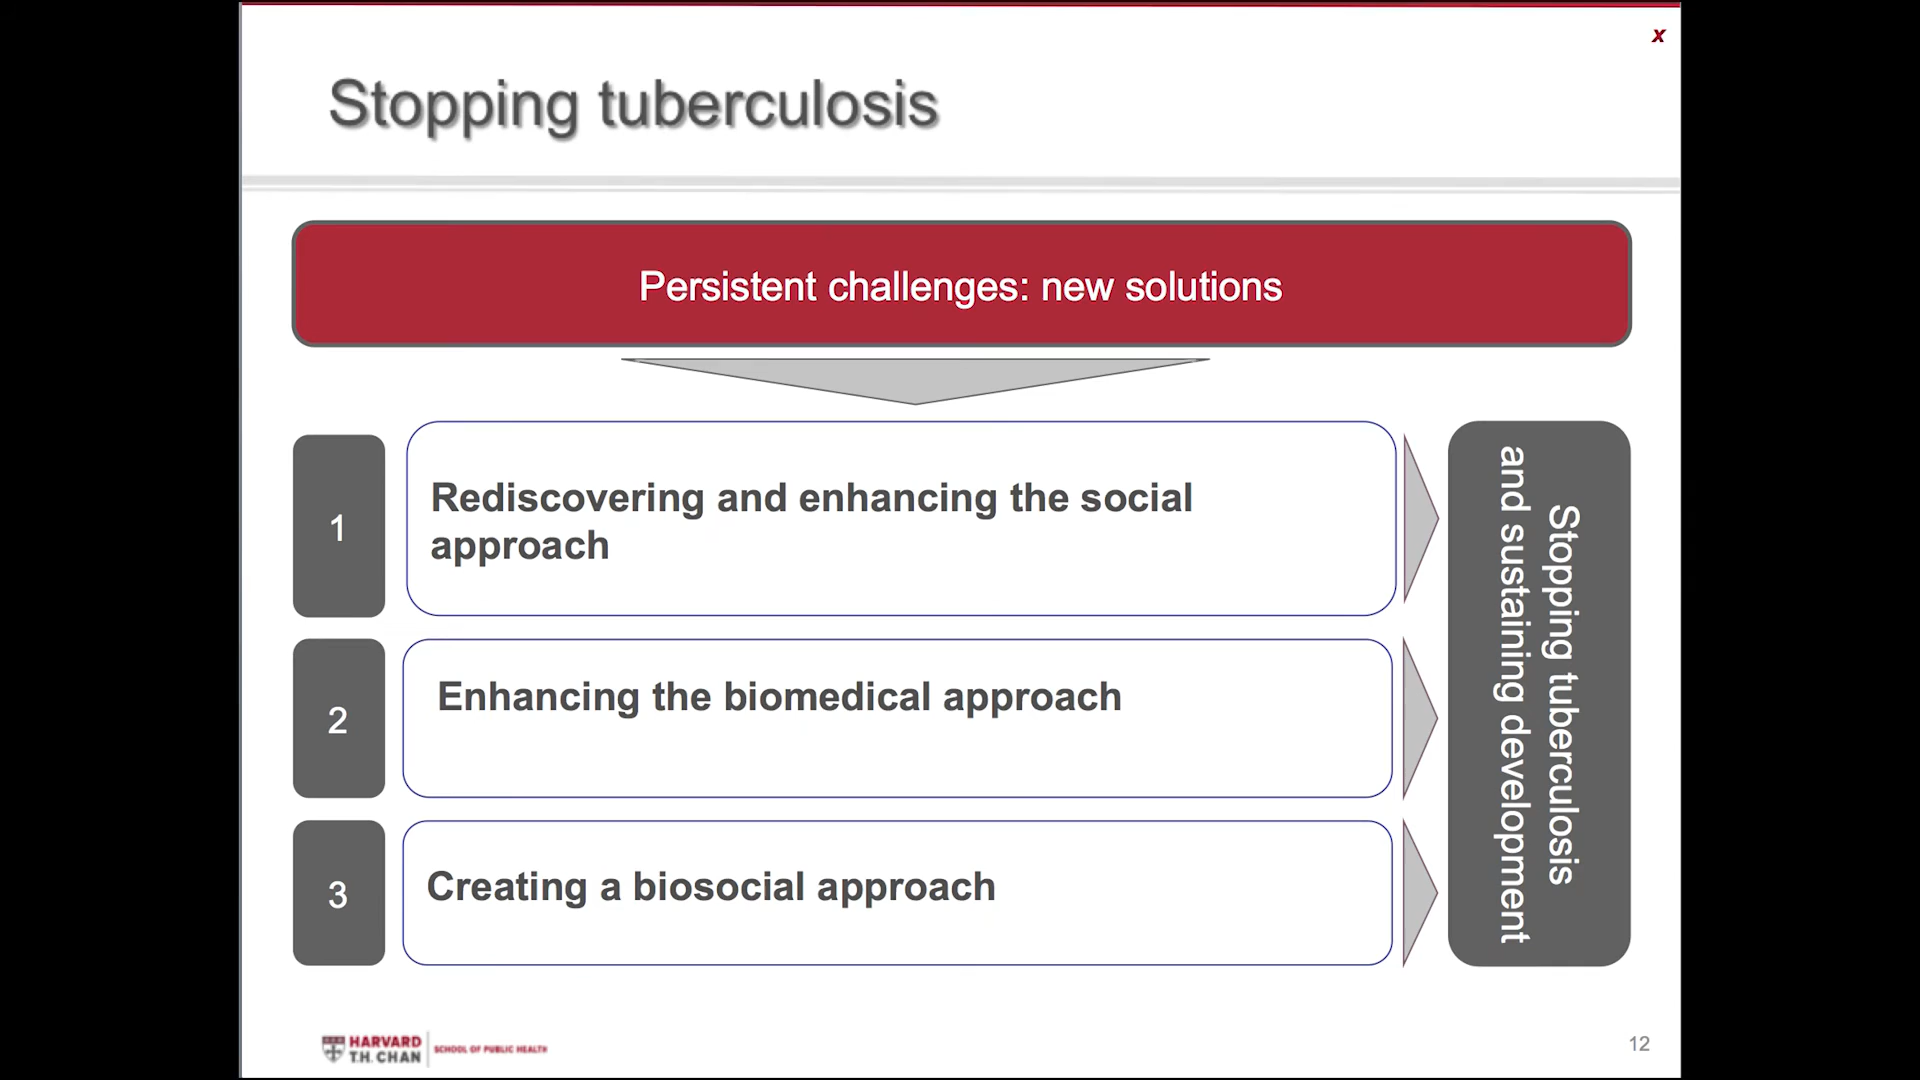 x
Stopping tuberculosis
Persistent challenges: new solutions
1
Rediscovering and enhancing the social
approach
2
Enhancing the biomedical approach
3
Creating a biosocial approach
Stopping tuberculosis
and sustaining development
HARVARD
T.H. CHAN
SCHOOL OF PUBLIC HEALTH
12